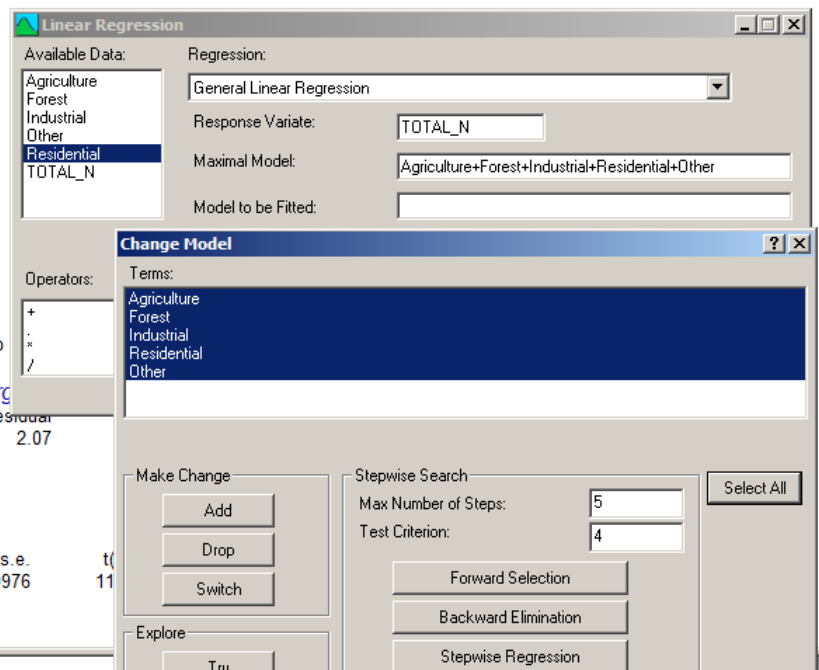 Linear Regression
Available Data:
Regression:
Agriculture
Forest
Industrial
Other
Residential
TOTAL_N
General Linear Regression
Response Variate:
TOTAL_N
Maximal Model:
Agriculture+Forest+Industrial+Residential+Other
Model to be Fitted:
Operators:
+
.
*
/
2.07
s.e.
t(
976
11
Change Model
Terms:
Agriculture
Forest
Industrial
Residential
Other
Make Change
Add
Drop
Switch
Explore
Try
Stepwise Search
Max Number of Steps:
5
Test Criterion:
4
Forward Selection
Backward Elimination
Stepwise Regression
Select All